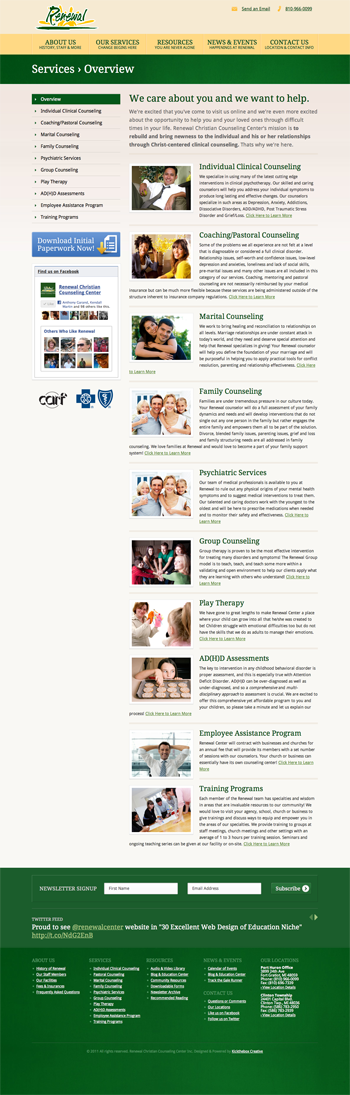 Renewal
Send an Email
810-966-0099
ABOUT US
HISTORY, STAFF & MORE
OUR SERVICES
CHANGE BEGINS HERE
RESOURCES
YOU ARE NEVER ALONE
NEWS & EVENTS
HAPPENINGS AT RENEWAL
CONTACT US
LOCATION & CONTACT INFO
Services › Overview
Overview
Individual Clinical Counseling
Coaching/Pastoral Counseling
Marital Counseling
Family Counseling
Psychiatric Services
Group Counseling
Play Therapy
AD(H)D Assessments
Employee Assistance Program
Training Programs
Download Initial
Paperwork Now!
Find us on Facebook
Renewal Christian
Counseling Center
Others Who Like Renewal
carf
We care about you and we want to help.
We're excited that you've come to visit us online and we're even more excited
about the opportunity to help you and your loved ones through difficult
times in your life. Renewal Christian Counseling Center's mission is to
rebuild and bring newness to the individual and his or her relationships
through Christ-centered clinical counseling. Thats why we're here.
Individual Clinical Counseling
We specialize in using many of the latest cutting edge
interventions in clinical psychotherapy. Our skilled and caring
counselors will help you address your individual symptoms to
produce long lasting and effective changes. Our counselors
specialize in such areas as Depression, Anxiety, Addictions,
Dissociative Disorders, ADD/ADHD, Post Traumatic Stress
Disorder and Grief/Loss. Click Here to Learn More
Coaching/Pastoral Counseling
Some of the problems we all experience are not felt at a level
that is diagnosable or considered a full clinical disorder.
Relationship issues, self-worth and confidence issues, low-level
depression and anxieties, loneliness and lack of social skills,
pre-marital issues and many other issues are all included in this
category of our services. Coaching, mentoring and pastoral
counseling are not necessarily reimbursed by your medical
insurance but can be much more flexible because these services are being administered outside of the
structure inherent to insurance company regulations. Click Here to Learn More
Marital Counseling
We work to bring healing and reconciliation to relationships on
all levels. Marriage relationships are under constant attack in
today's world, and they need and deserve special attention and
help that Renewal specializes in giving! Your Renewal counselor
will help you define the foundation of your marriage and will
be purposeful in helping you to apply practical tools for conflict
resolution, parenting and relationship effectiveness. Click Here
to Learn More
Family Counseling
Families are under tremendous pressure in our culture today.
Your Renewal counselor will do a full assessment of your family
dynamics and needs and will develop interventions that do not
single out any one person in the family but rather engages the
entire family and empowers them all to be part of the solution.
Divorce, blended family issues, parenting issues, grief and loss
and family structuring needs are all addressed in family
counseling. We love families at Renewal and would love to become a part of your family support
system! Click Here to Learn More
Psychiatric Services
Our team of medical professionals is available to you at
Renewal to rule out any physical origins of your mental health
symptoms and to suggest medical interventions to treat them.
Our talented and caring doctors work with the youngest to the
oldest and will be here to prescribe medications when needed
and to monitor their safety and effectiveness. Click Here to
Learn More
Group Counseling
Group therapy is proven to be the most effective intervention
for treating many disorders and symptoms! The Renewal Group
model is to teach, teach, and teach some more within a
validating and open environment to help our clients apply what
they are learning with others who understand! Click Here to
Learn More
Play Therapy
We have gone to great lengths to make Renewal Center a place
where your child can grow into all that he/she was created to
be! Children struggle with emotional difficulties too but do not
have the skills that we do as adults to manage their emotions.
Click Here to Learn More
AD(H)D Assessments
The key to intervention in any childhood behavioral disorder is
proper assessment, and this is especially true with Attention
Deficit Disorder. AD(H)D can be over-diagnosed as well as
under-diagnosed, and so a comprehensive and multi-
disciplinary approach to assessment is crucial. We are excited to
offer this comprehensive yet affordable program to you and
your children, so please take a minute and let us explain our
process! Click Here to Learn More
Employee Assistance Program
Renewal Center will contract with businesses and churches for
an annual fee that will provide its members with a number of
session with our counselors. Your church or business can
essentially have its own counseling center! Click Here to Learn
More
Training Programs
Each member of the Renewal team has specialties and wisdom
in areas that are invaluable resources to our community! We
would love to visit your agency, school, church or business to
give trainings and discuss ways to equip and empower you in
the areas of our specialties. We provide training to groups at
staff meetings, church meetings and other settings with an
average of 1 to 3 hours per training session. Seminars and
ongoing teaching series can be given at our facility or on-site. Click Here to Learn More
NEWSLETTER SIGNUP
First Name
Email Address
Subscribe
TWITTER FEED
Proud to see @renewalcenter website in "30 Excellent Web Design of Education Niche"
http://t.co/NdG2EnB
ABOUT US
History of Renewal
Our Staff Members
Our Facilities
Fees & Insurances
Frequently Asked Questions
SERVICES
Individual Clinical Counseling
Pastoral Counseling
Marital Counseling
Family Counseling
Psychiatric Services
Group Counseling
Play Therapy
AD(H)D Assessments
Employee Assistance Program
Training Programs
RESOURCES
Audio & Video Library
Blog & Education Center
Community Resources
Downloadable Forms
Newsletter Archive
Recommended Reading
NEWS & EVENTS
Calendar of Events
Blog & Education Center
Track the Gale Runner
CONTACT US
Questions or Comments
Our Locations
Like us on Facebook
Follow us on Twitter
OUR LOCATIONS
Port Huron Office
Fort Gratiot, MI 48059
Phone: (810) 966-0099
View Location Details
Clinton Township
View Location Details